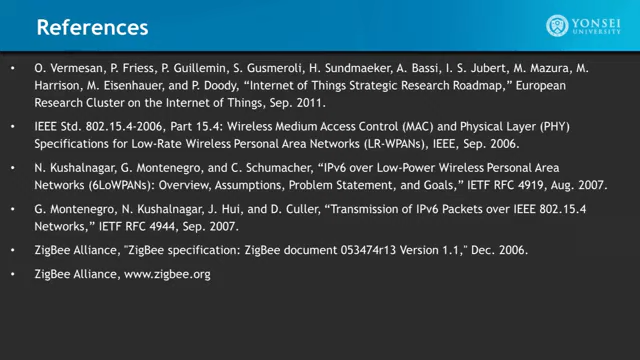 References
YONSEI
UNIVERSITY
• O. Vermesan, P. Friess, P. Guillemin, S. Gusmeroli, H. Sundmaeker, A. Bassi, I. S. Jubert, M. Mazura, M.
Harrison, M. Eisenhauer, and P. Doody, “Internet of Things Strategic Research Roadmap,” European
Research Cluster on the Internet of Things, Sep. 2011.
• IEEE Std. 802.15.4-2006, Part 15.4: Wireless Medium Access Control (MAC) and Physical Layer (PHY)
Specifications for Low-Rate Wireless Personal Area Networks (LR-WPANs), IEEE, Sep. 2006.
• N. Kushalnagar, G. Montenegro, and C. Schumacher, “IPv6 over Low-Power Wireless Personal Area
Networks (6LoWPANs): Overview, Assumptions, Problem Statement, and Goals,” IETF RFC 4919, Aug. 2007.
• G. Montenegro, N. Kushalnagar, J. Hui, and D. Culler, “Transmission of IPv6 Packets over IEEE 802.15.4
Networks,” IETF RFC 4944, Sep. 2007.
• ZigBee Alliance, "ZigBee specification: ZigBee document 053474r13 Version 1.1," Dec. 2006.
• ZigBee Alliance, www.zigbee.org